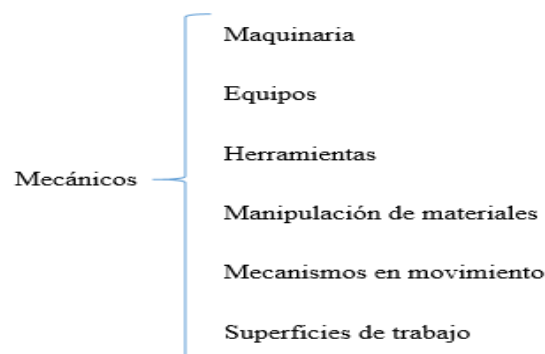 Maquinaria
Equipos
Herramientas
Mecánicos
Manipulación de materiales
Mecanismos en movimiento
Superficies de trabajo